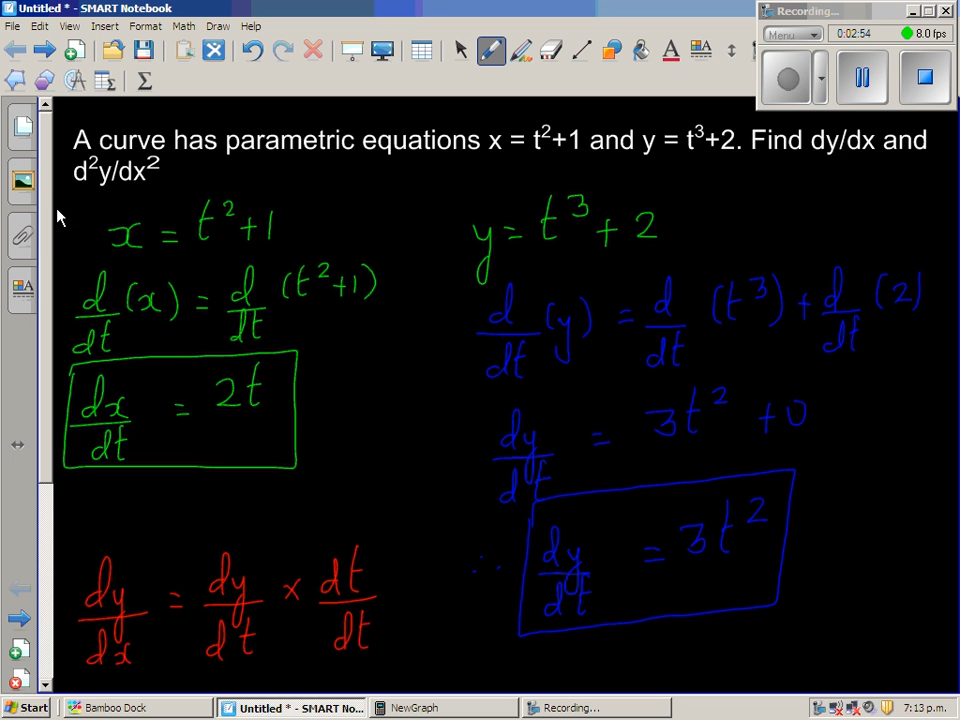 Untitled * - SMART Notebook
File Edit View Insert Format Math Draw Help
Recording...
Menu 0:02:54 8.0 fps
A curve has parametric equations x = t²+1 and y = t³+2. Find dy/dx and
d²y/dx²
x = t²+1
d/dt (x) = d/dt (t²+1)
dx/dt = 2t
y = t³ + 2
d/dt (y) = d/dt (t³) + d/dt (2)
dy/dt = 3t² + 0
∴ dy/dt = 3t²
dy/dx = dy/dt × dt/dt
Start Bamboo Dock Untitled * - SMART No... NewGraph Recording... 7:13 p.m.